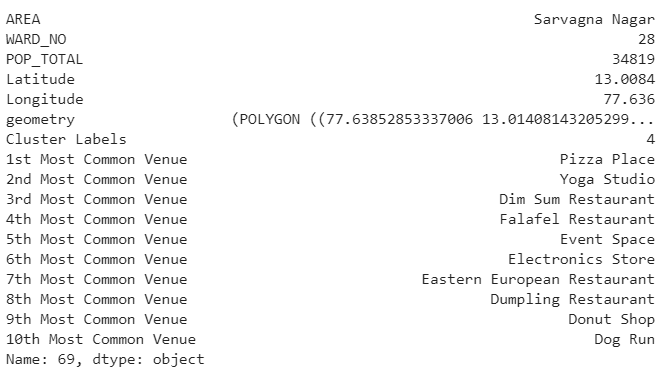 AREA Sarvagna Nagar
WARD_NO 28
POP_TOTAL 34819
Latitude 13.0084
Longitude 77.636
geometry (POLYGON ((77.63852853337006 13.01408143205299...
Cluster Labels 4
1st Most Common Venue Pizza Place
2nd Most Common Venue Yoga Studio
3rd Most Common Venue Dim Sum Restaurant
4th Most Common Venue Falafel Restaurant
5th Most Common Venue Event Space
6th Most Common Venue Electronics Store
7th Most Common Venue Eastern European Restaurant
8th Most Common Venue Dumpling Restaurant
9th Most Common Venue Donut Shop
10th Most Common Venue Dog Run
Name: 69, dtype: object